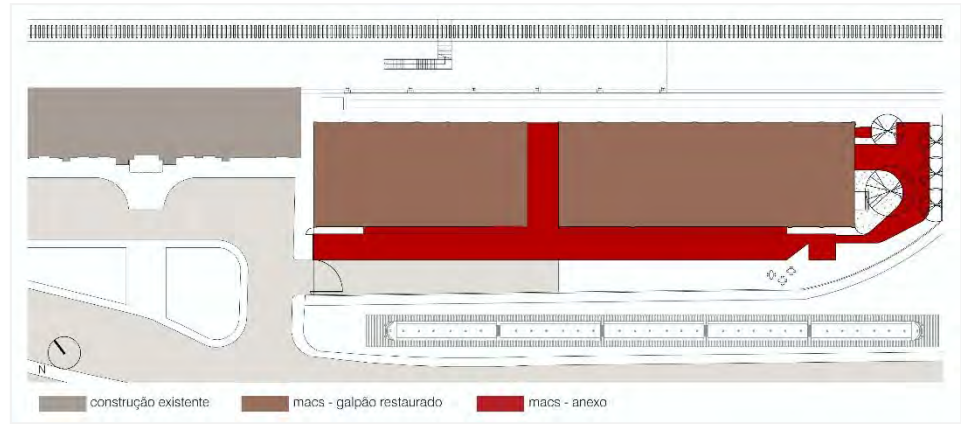 N
construção existente
macs - galpão restaurado
macs - anexo